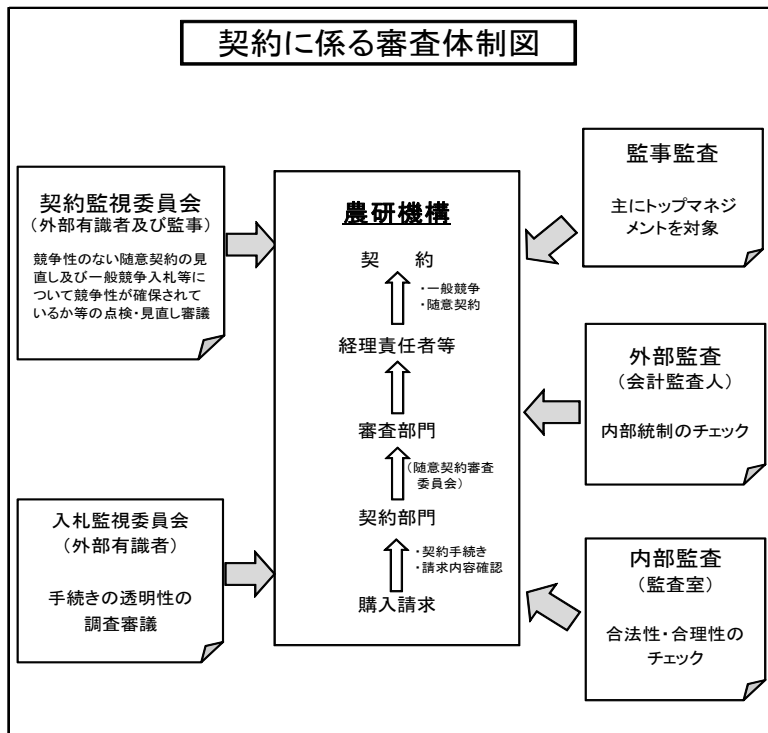 契約に係る審査体制図
契約監視委員会
(外部有識者及び監事)
競争性のない随意契約の見
直し及び一般競争入札等に
ついて競争性が確保されて
いるか等の点検・見直し審議
入札監視委員会
(外部有識者)
手続きの透明性の
調査審議
農研機構
契　約
・一般競争
・随意契約
経理責任者等
審査部門
(随意契約審査
委員会)
契約部門
・契約手続き
・請求内容確認
購入請求
監事監査
主にトップマネジ
メントを対象
外部監査
(会計監査人)
内部統制のチェック
内部監査
(監査室)
合法性・合理性の
チェック